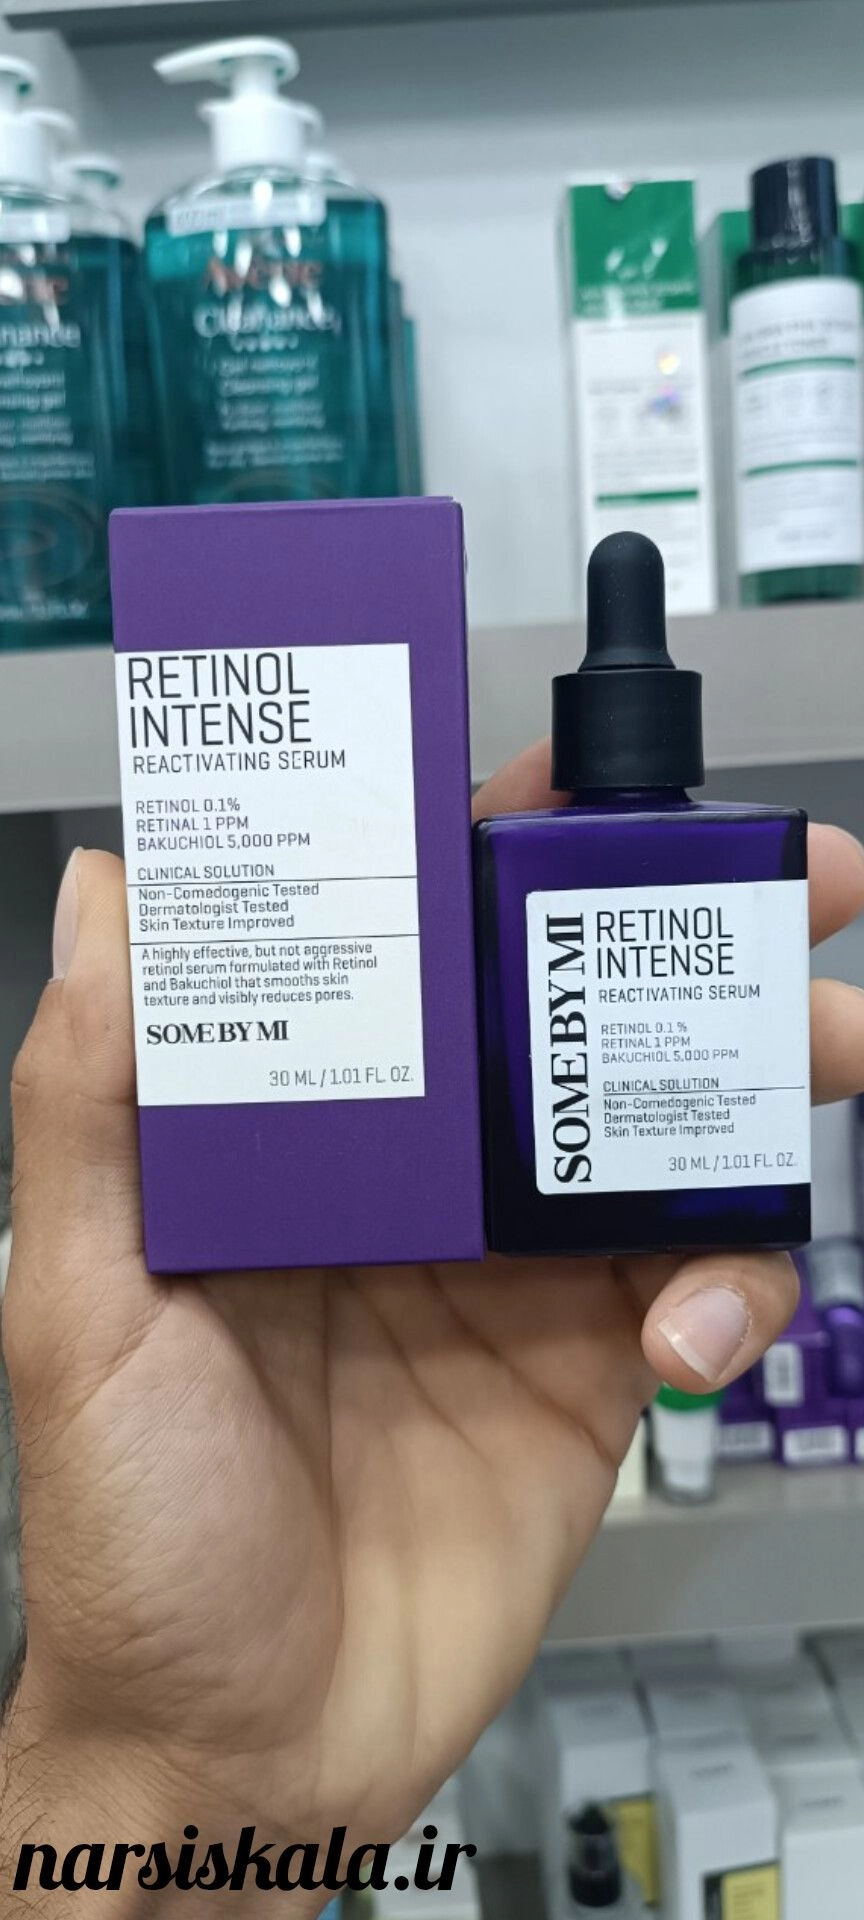 Avène
Cleanance
Cleansing gel
RETINOL
INTENSE
REACTIVATING SERUM
RETINOL 0.1%
RETINAL 1 PPM
BAKUCHIOL 5,000 PPM
CLINICAL SOLUTION
Non-Comedogenic Tested
Dermatologist Tested
Skin Texture Improved
A highly effective, but not aggressive
retinol serum formulated with Retinol
and Bakuchiol that smooths skin
texture and visibly reduces pores.
SOME BY MI
30 ML / 1.01 FL. OZ.
SOME BY MI
RETINOL
INTENSE
REACTIVATING SERUM
RETINOL 0.1 %
RETINAL 1 PPM
BAKUCHIOL 5,000 PPM
CLINICAL SOLUTION
Non-Comedogenic Tested
Dermatologist Tested
Skin Texture Improved
30 ML / 1.01 FL. OZ.
narsiskala.ir